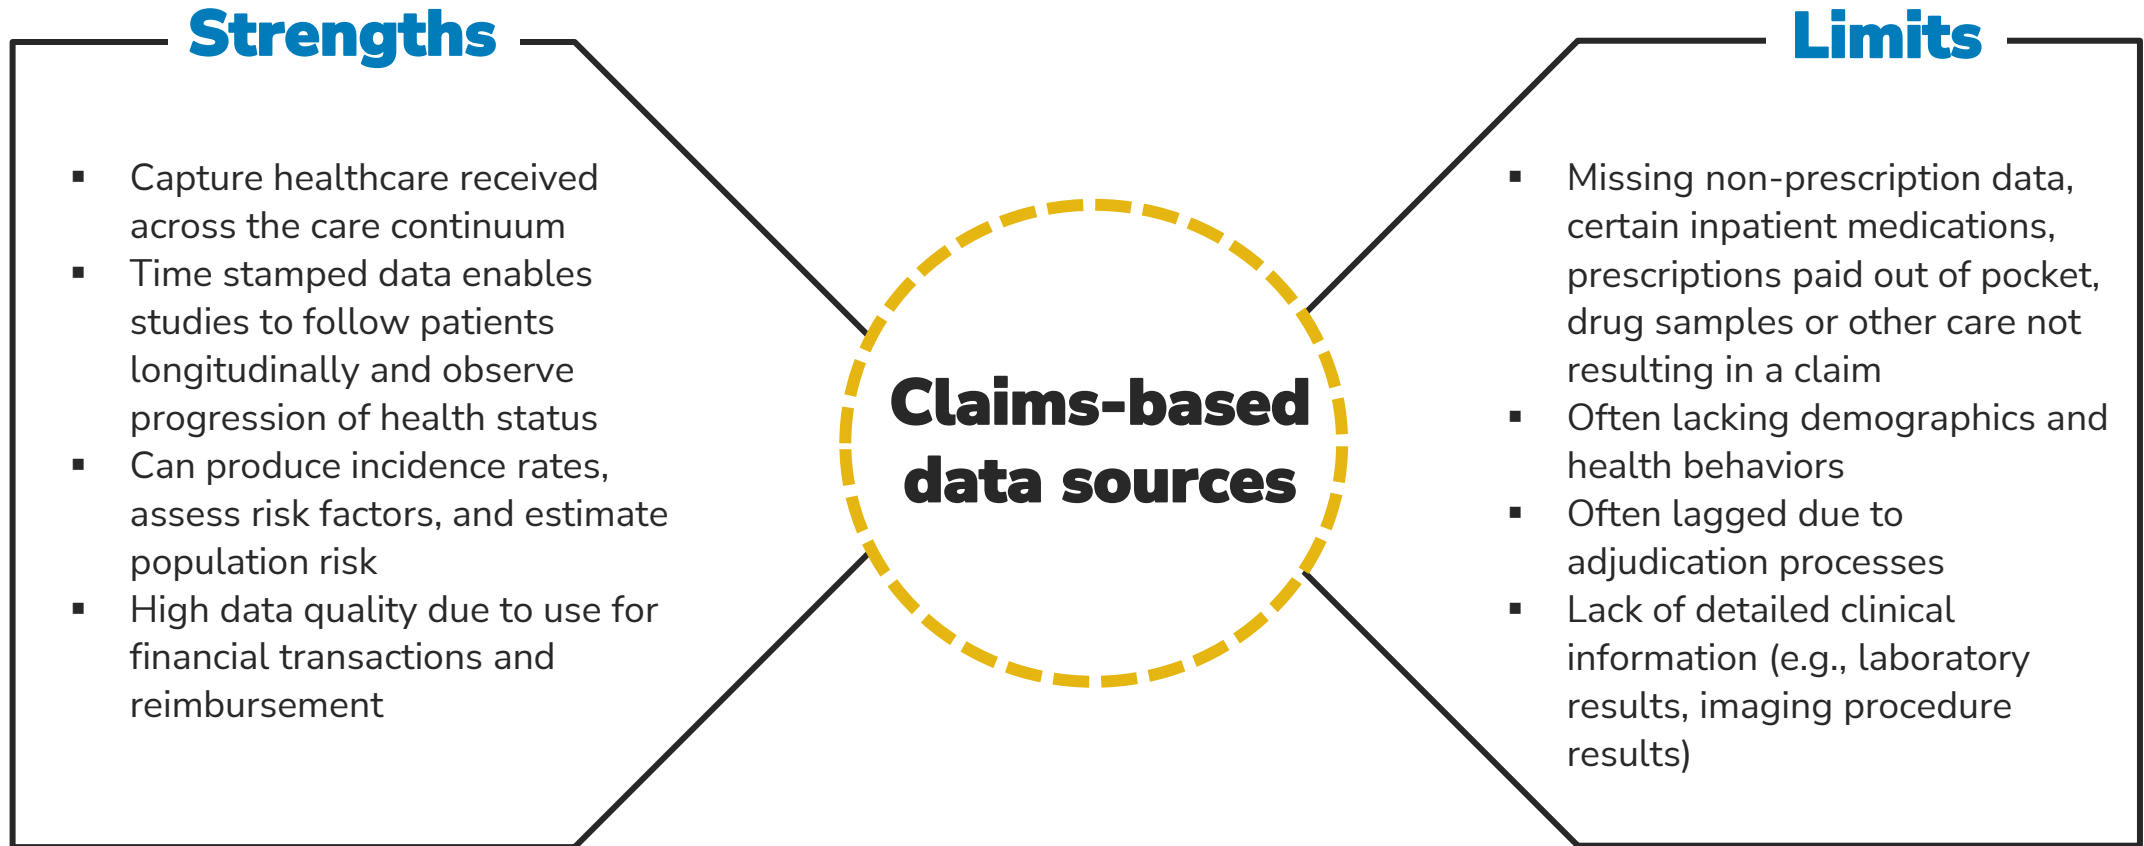 Strengths
▪ Capture healthcare received
across the care continuum
▪ Time stamped data enables
studies to follow patients
longitudinally and observe
progression of health status
▪ Can produce incidence rates,
assess risk factors, and estimate
population risk
▪ High data quality due to use for
financial transactions and
reimbursement
Claims-based
data sources
Limits
▪ Missing non-prescription data,
certain inpatient medications,
prescriptions paid out of pocket,
drug samples or other care not
resulting in a claim
▪ Often lacking demographics and
health behaviors
▪ Often lagged due to
adjudication processes
▪ Lack of detailed clinical
information (e.g., laboratory
results, imaging procedure
results)